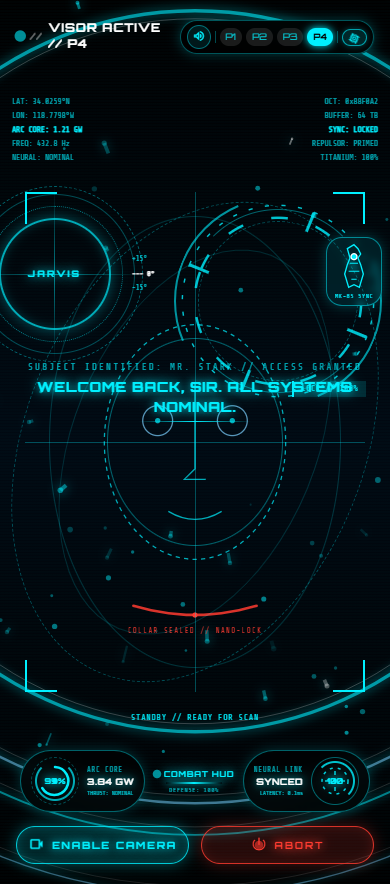 VISOR ACTIVE
// P4
P1 P2 P3 P4
LAT: 34.0259°N
LON: 118.7798°W
ARC CORE: 1.21 GW
FREQ: 432.8 Hz
NEURAL: NOMINAL
OCT: 0x08F0A2
BUFFER: 64 TB
SYNC: LOCKED
REPULSOR: PRIMED
TITANIUM: 100%
JARVIS
-15°
0°
-15°
MK-85 SYNC
SUBJECT IDENTIFIED: MR. STARK // ACCESS GRANTED
WELCOME BACK, SIR. ALL SYSTEMS
NOMINAL.
COLLAR SEALED // NANO-LOCK
STANDBY // READY FOR SCAN
ARC CORE
3.84 GW
THRUST: NOMINAL
COMBAT HUD
DEFENSE: 100%
NEURAL LINK
SYNCED
LATENCY: 0.1ms
100
ENABLE CAMERA
ABORT